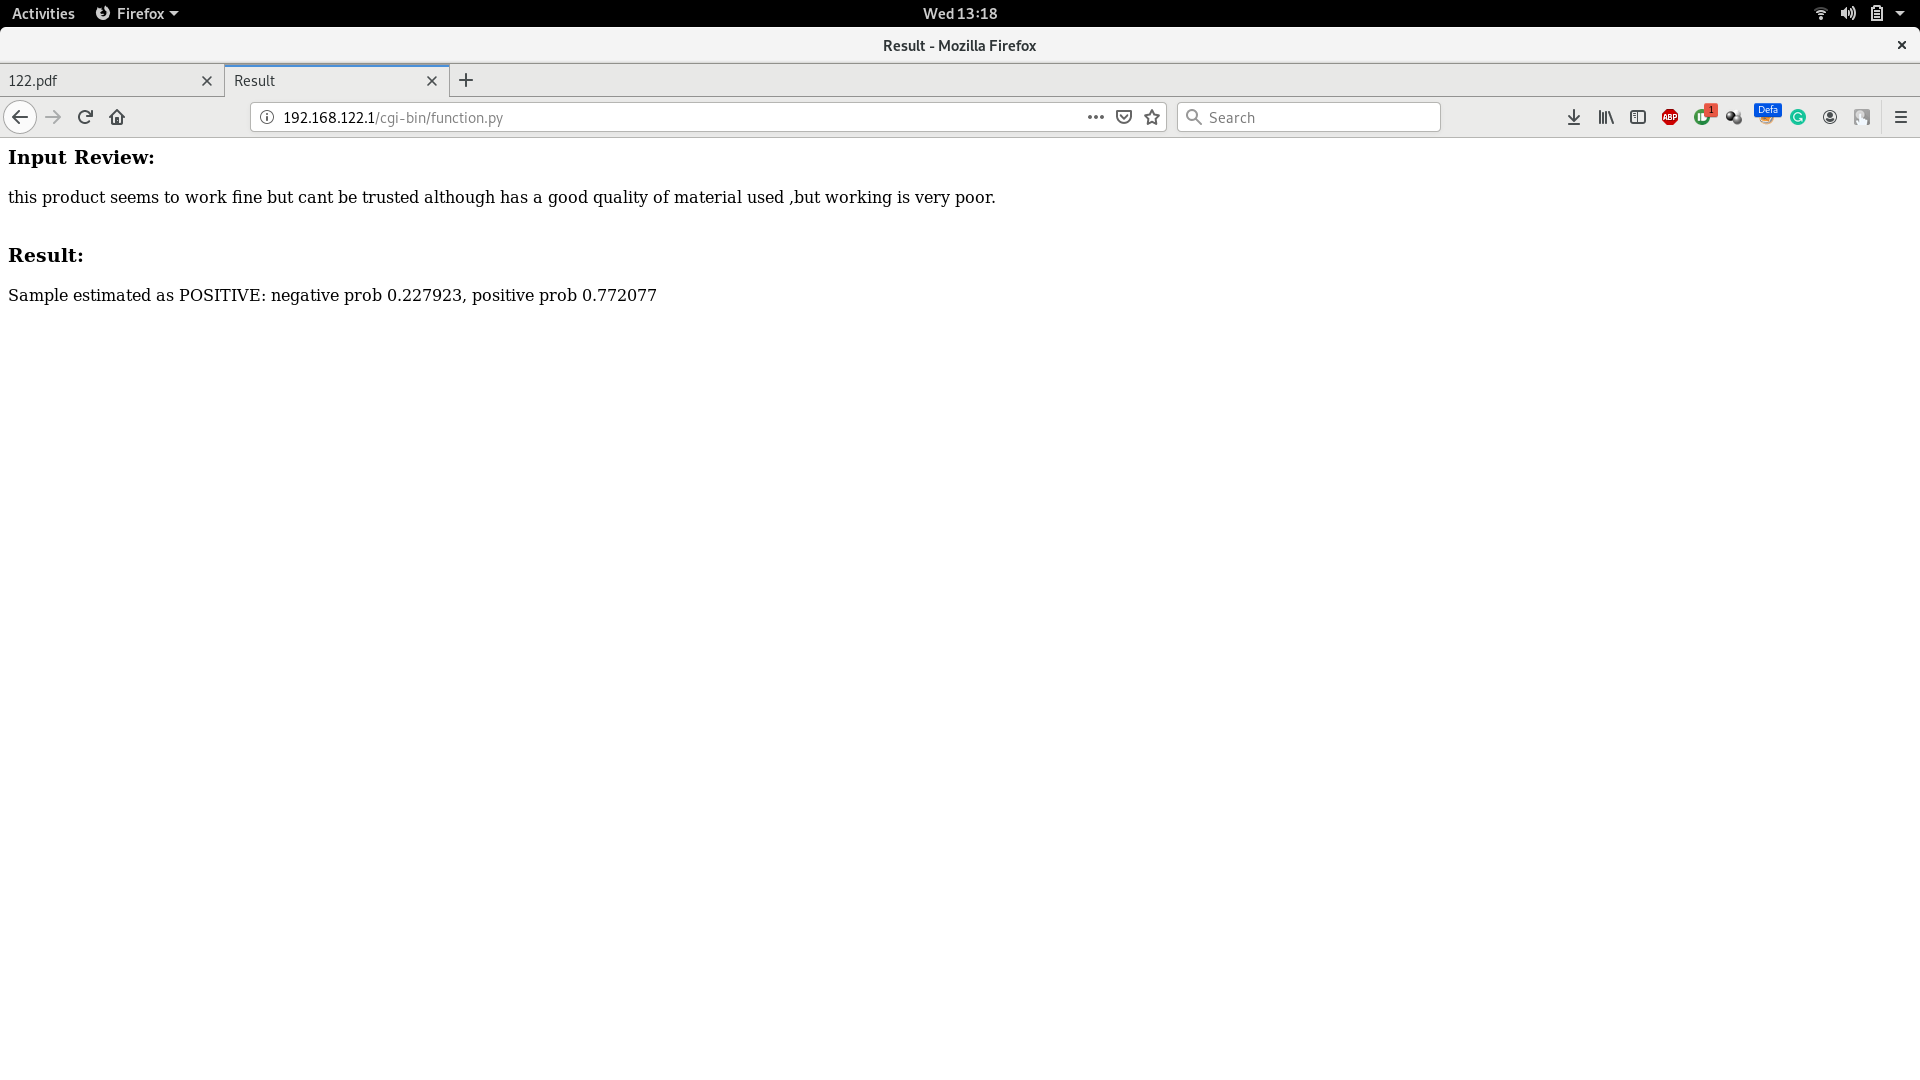 Activities Firefox Wed 13:18
Result - Mozilla Firefox
122.pdf Result
192.168.122.1/cgi-bin/function.py Search ABP 1 Defa
Input Review:
this product seems to work fine but cant be trusted although has a good quality of material used ,but working is very poor.
Result:
Sample estimated as POSITIVE: negative prob 0.227923, positive prob 0.772077